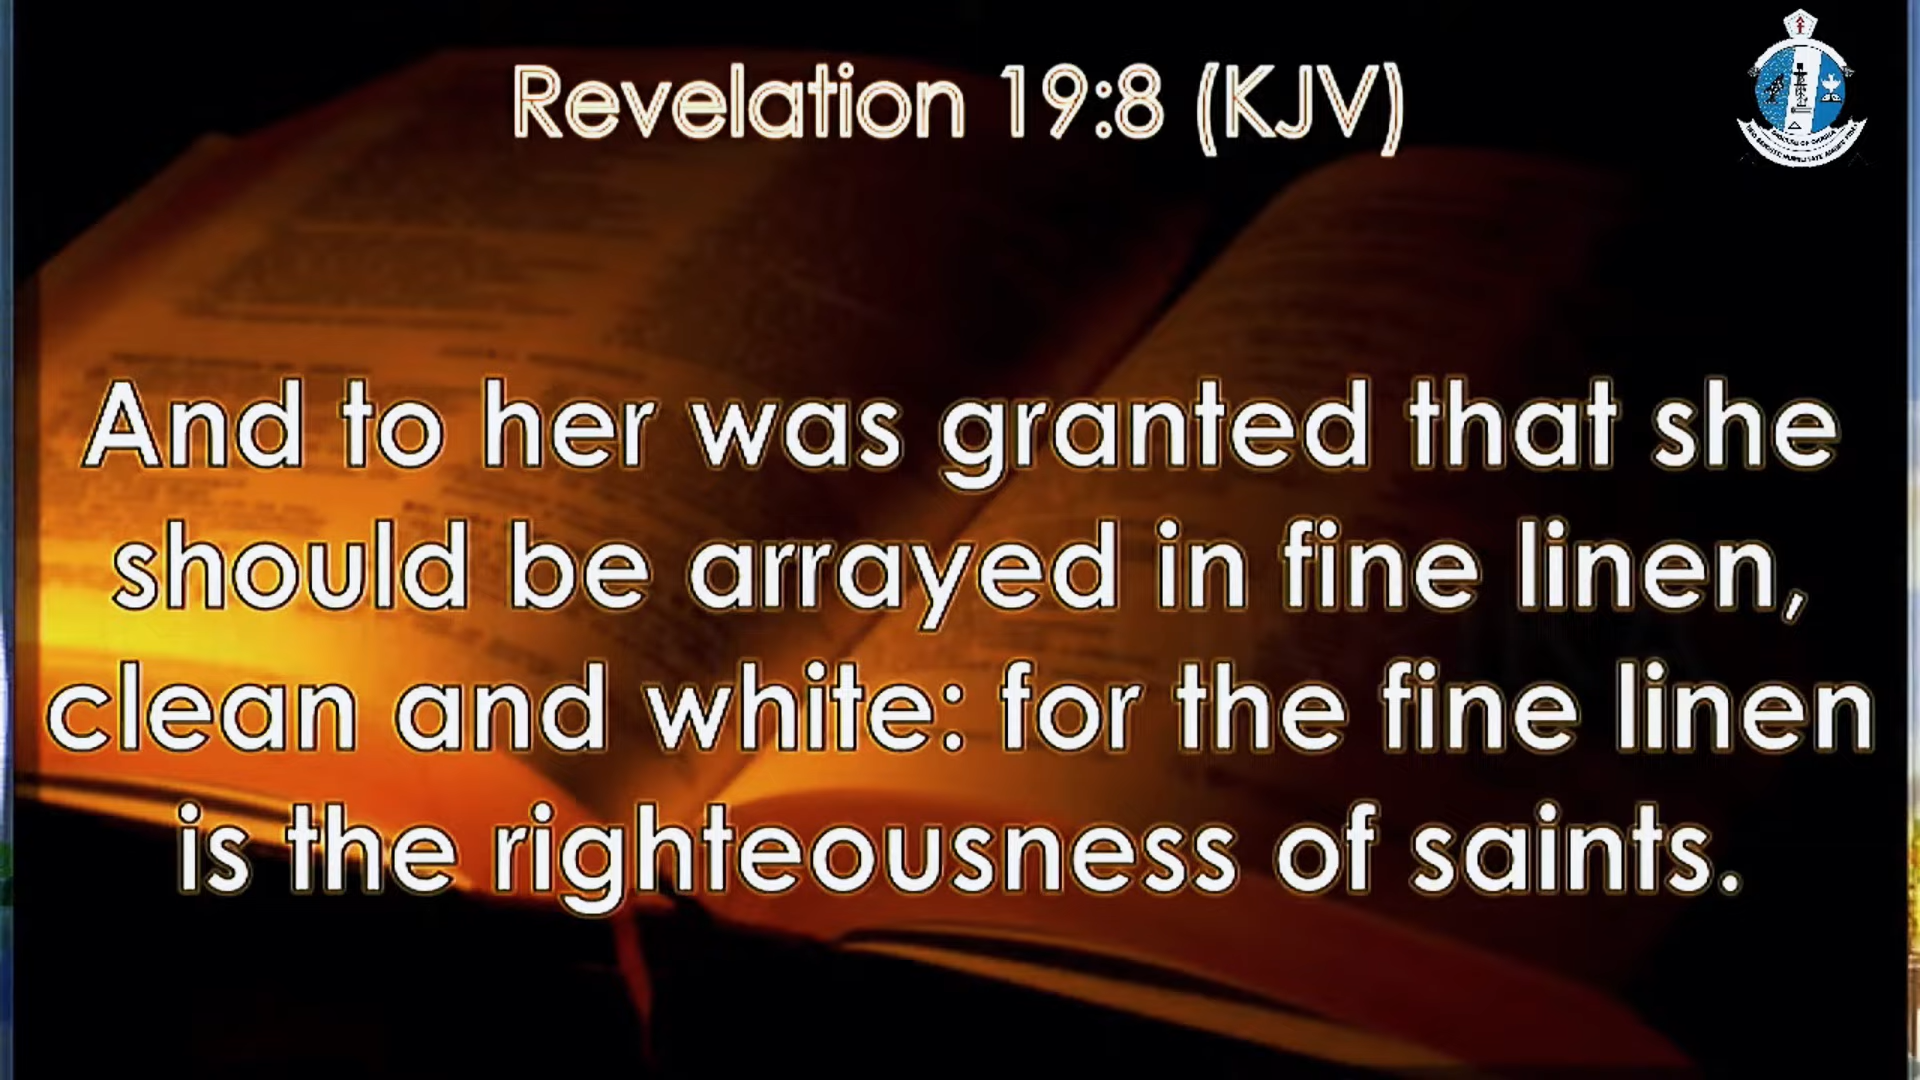 Revelation 19:8 (KJV)
And to her was granted that she
should be arrayed in fine linen,
clean and white: for the fine linen
is the righteousness of saints.